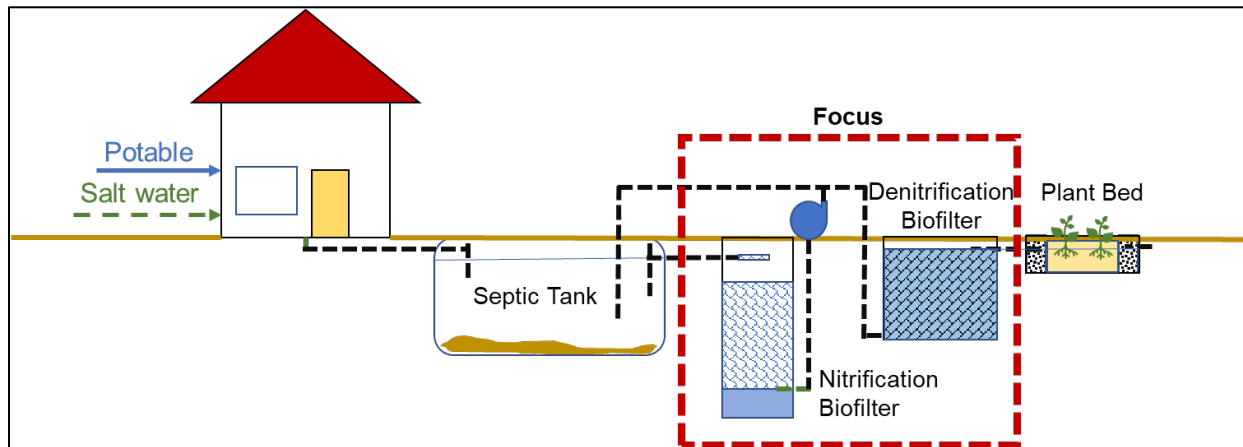 Focus
Potable
Salt water
Denitrification
Biofilter
Plant Bed
Septic Tank
Nitrification
Biofilter